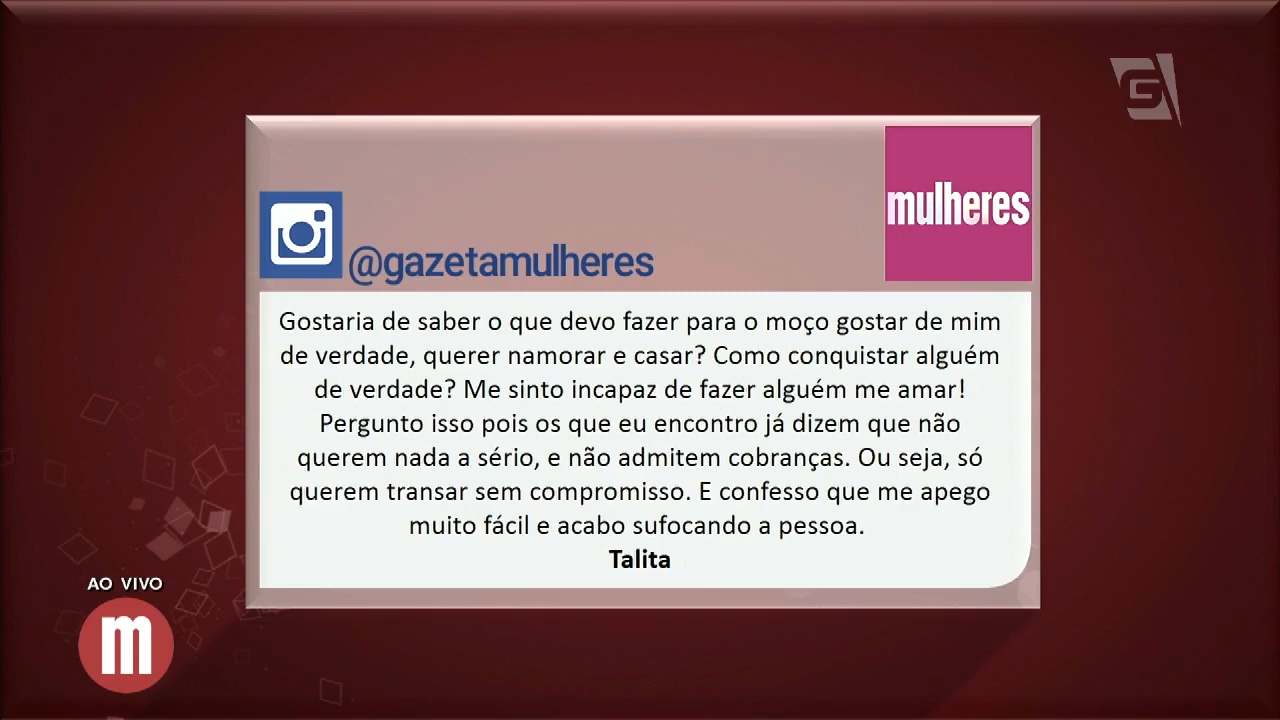 mulheres
@gazetamulheres
Gostaria de saber o que devo fazer para o moço gostar de mim
de verdade, querer namorar e casar? Como conquistar alguém
de verdade? Me sinto incapaz de fazer alguém me amar!
Pergunto isso pois os que eu encontro já dizem que não
querem nada a sério, e não admitem cobranças. Ou seja, só
querem transar sem compromisso. E confesso que me apego
muito fácil e acabo sufocando a pessoa.
Talita
AO VIVO
m